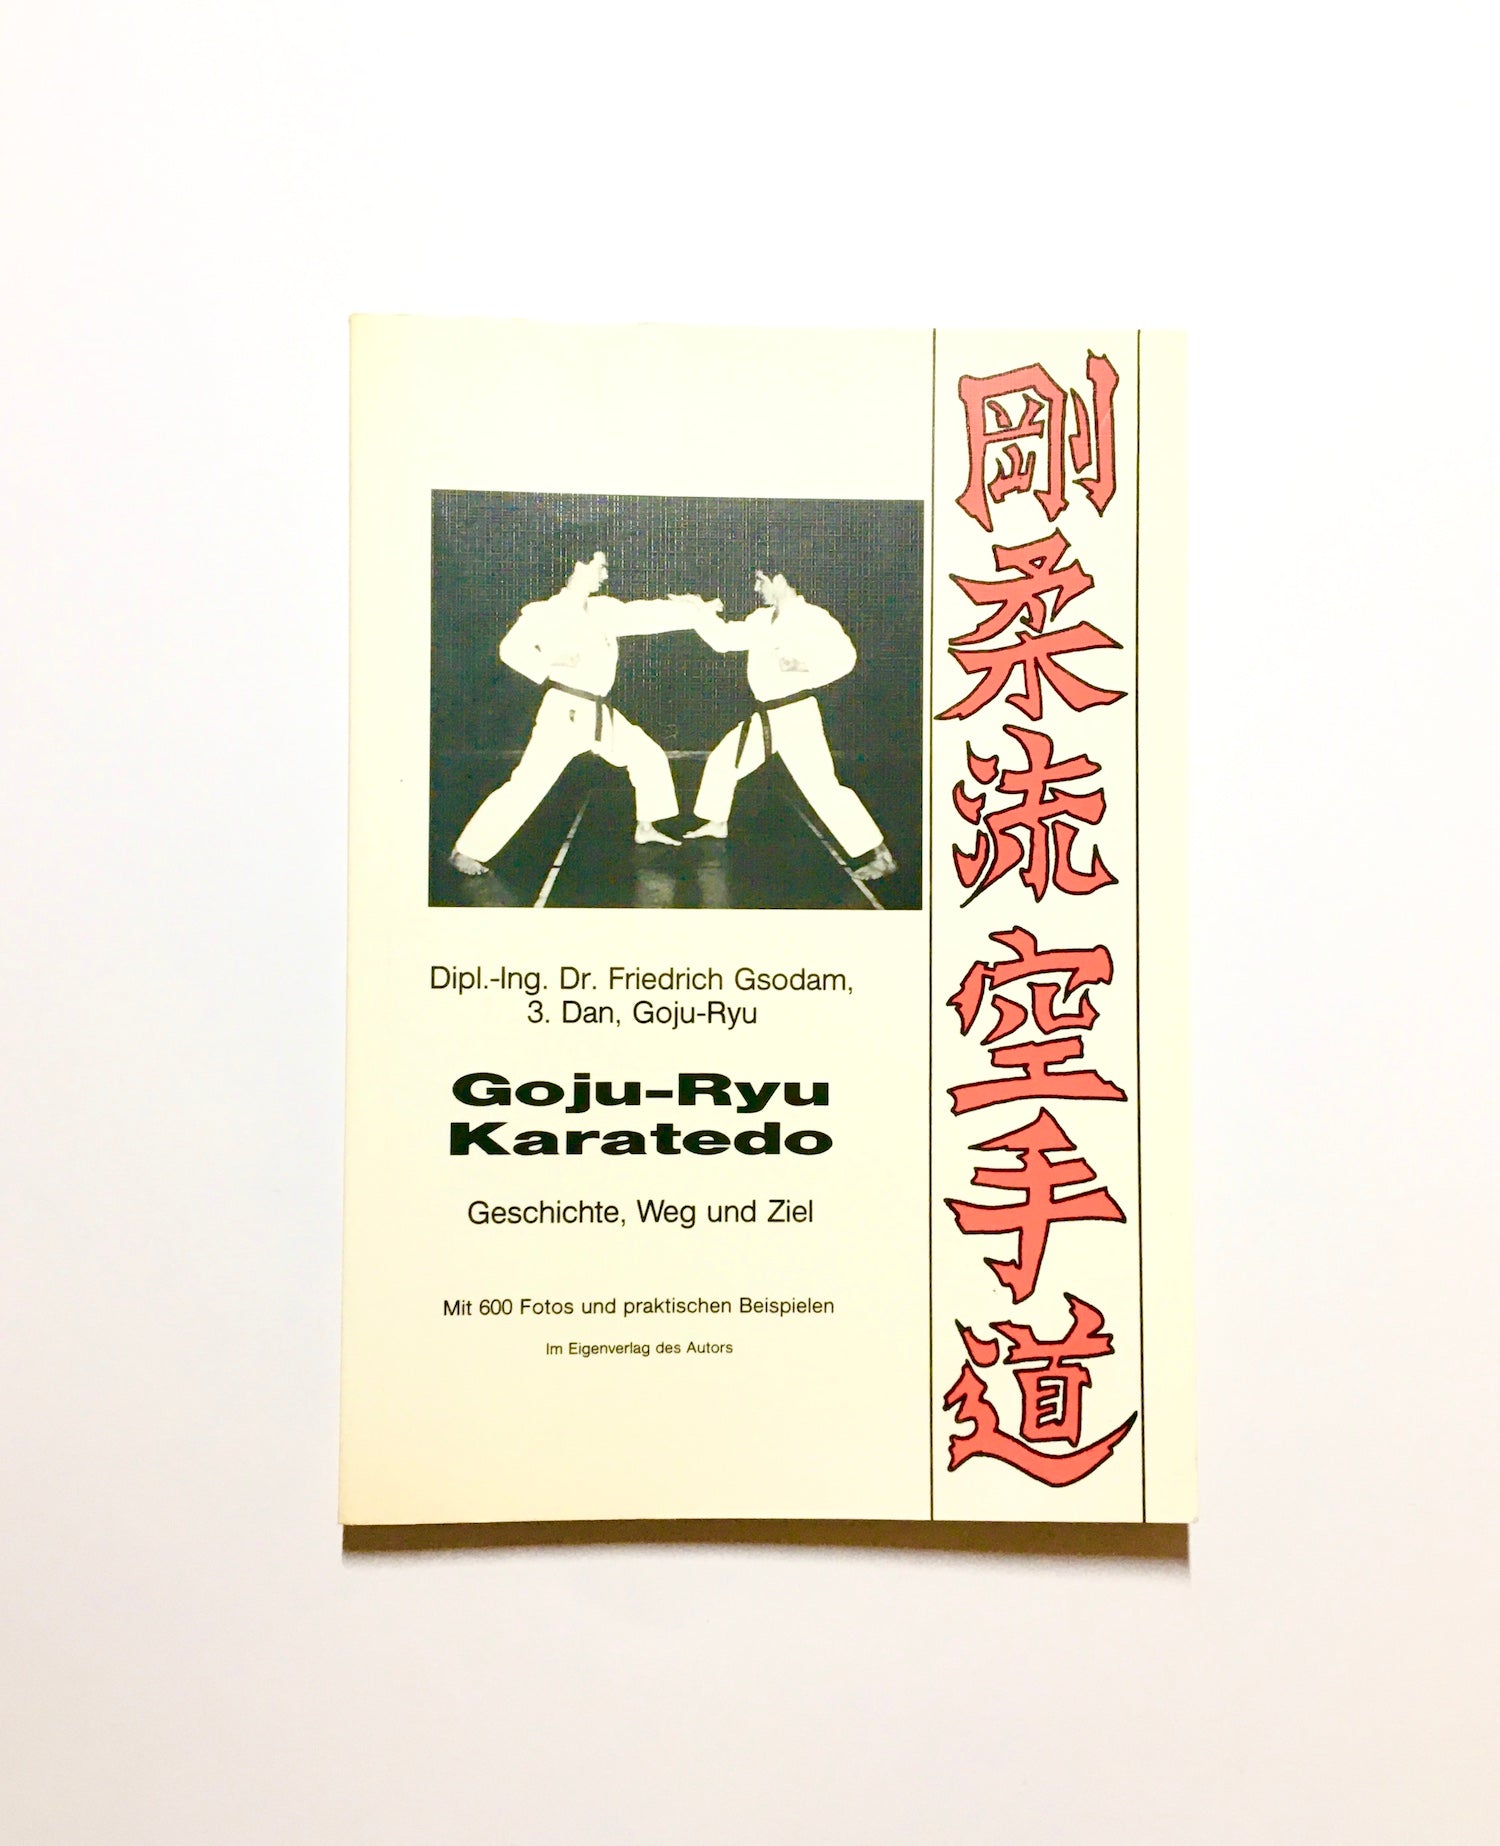 Dipl.-Ing. Dr. Friedrich Gsodam,
3. Dan, Goju-Ryu
Goju-Ryu
Karatedo
Geschichte, Weg und Ziel
Mit 600 Fotos und praktischen Beispielen
Im Eigenverlag des Autors
剛柔流空手道